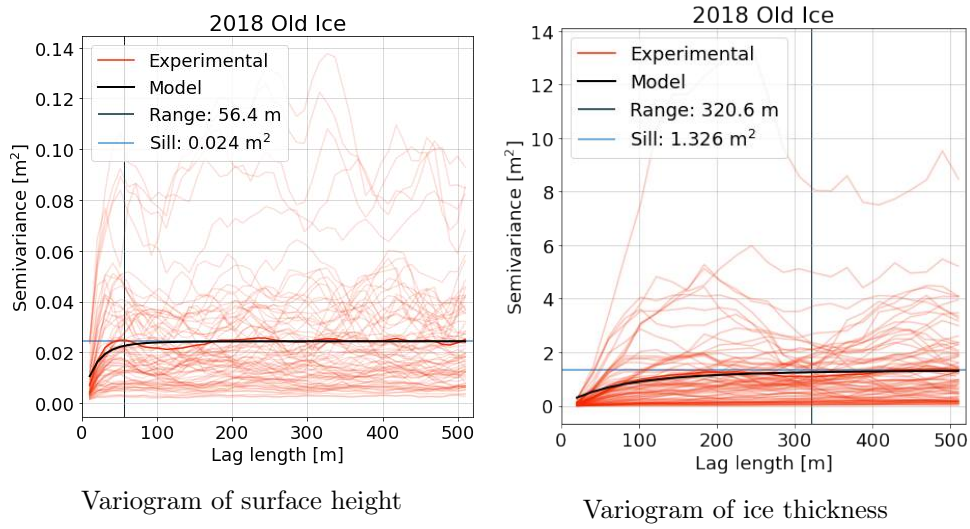 2018 Old Ice
0.14
0.12
0.10
0.08
0.06
0.04
0.02
0.00
Semivariance [m²]
Experimental
Model
Range: 56.4 m
Sill: 0.024 m²
0 100 200 300 400 500
Lag length [m]
Variogram of surface height
2018 Old Ice
14
12
10
8
6
4
2
0
Semivariance [m²]
Experimental
Model
Range: 320.6 m
Sill: 1.326 m²
0 100 200 300 400 500
Lag length [m]
Variogram of ice thickness